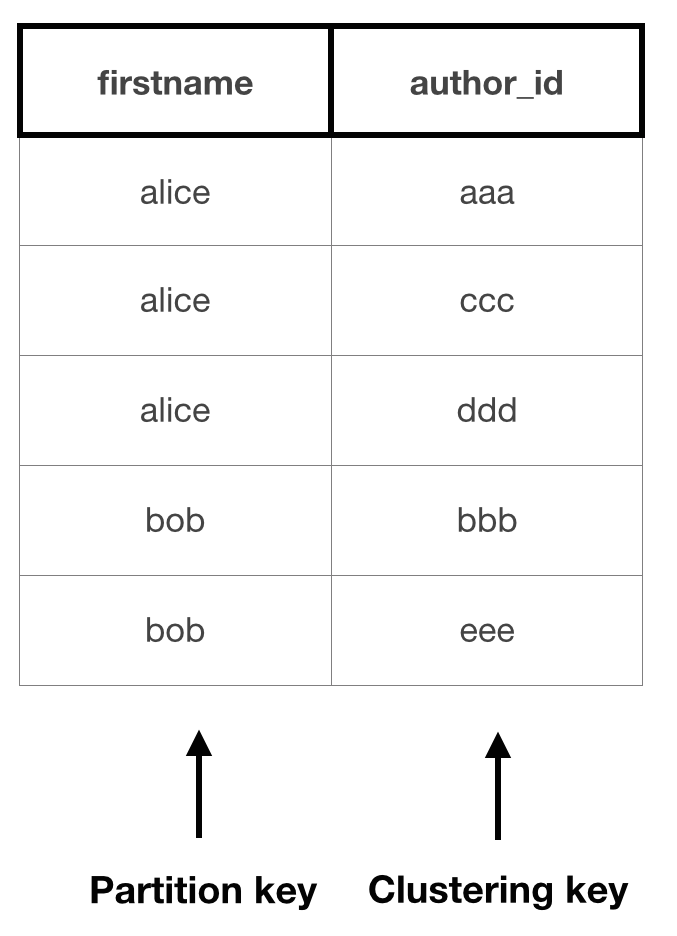 firstname author_id
alice aaa
alice ccc
alice ddd
bob bbb
bob eee
Partition key Clustering key